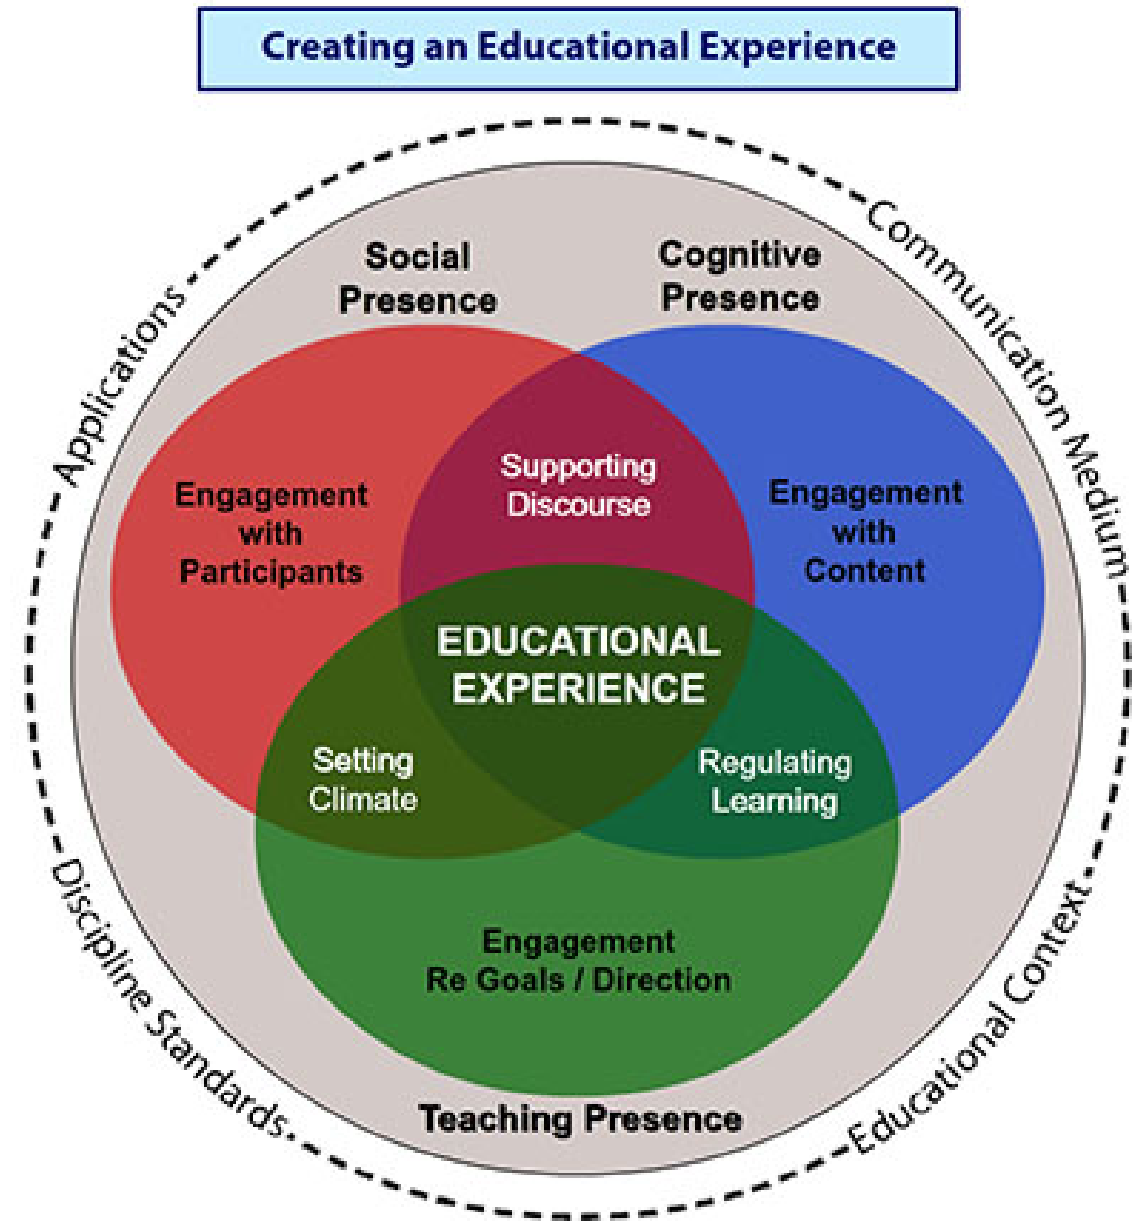 Creating an Educational Experience
Communication Medium
Applications
Social
Presence
Cognitive
Presence
Supporting
Discourse
Engagement
with
Participants
Engagement
with
Content
EDUCATIONAL
EXPERIENCE
Setting
Climate
Regulating
Learning
Engagement
Re Goals / Direction
Teaching Presence
Discipline Standards
Educational Context